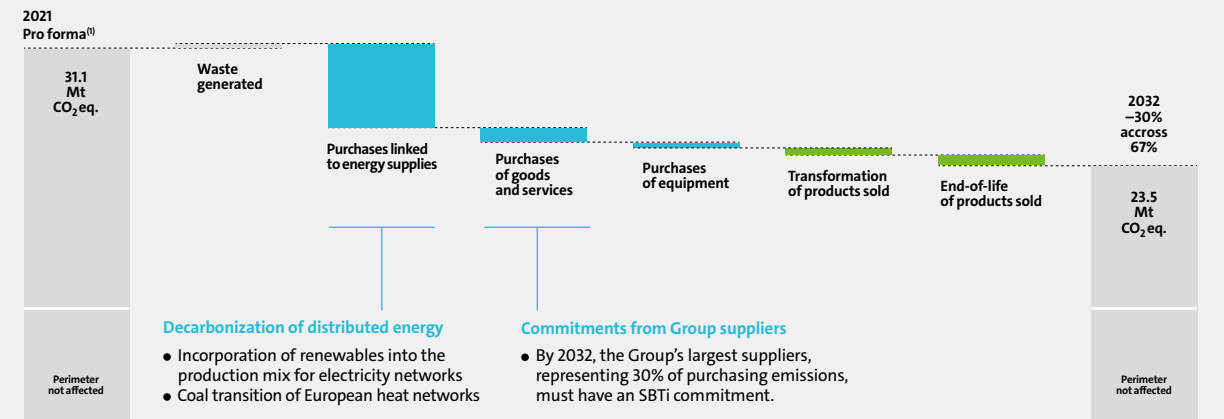 2021
Pro forma(1)
31.1
Mt
CO2 eq.
Waste
generated
Purchases linked
to energy supplies
Purchases
of goods
and services
Purchases
of equipment
Transformation
of products sold
End-of-life
of products sold
2032
–30%
accross
67%
23.5
Mt
CO2 eq.
Decarbonization of distributed energy
● Incorporation of renewables into the
production mix for electricity networks
● Coal transition of European heat networks
Commitments from Group suppliers
● By 2032, the Group’s largest suppliers,
representing 30% of purchasing emissions,
must have an SBTi commitment.
Perimeter
not affected
Perimeter
not affected